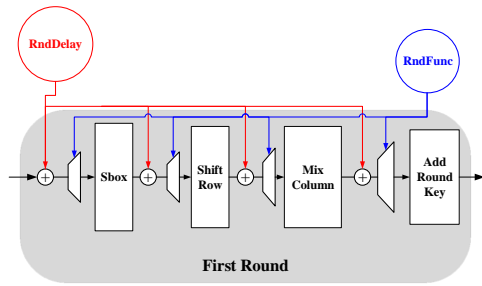 RndDelay
RndFunc
Sbox
Shift
Row
Mix
Column
Add
Round
Key
First Round